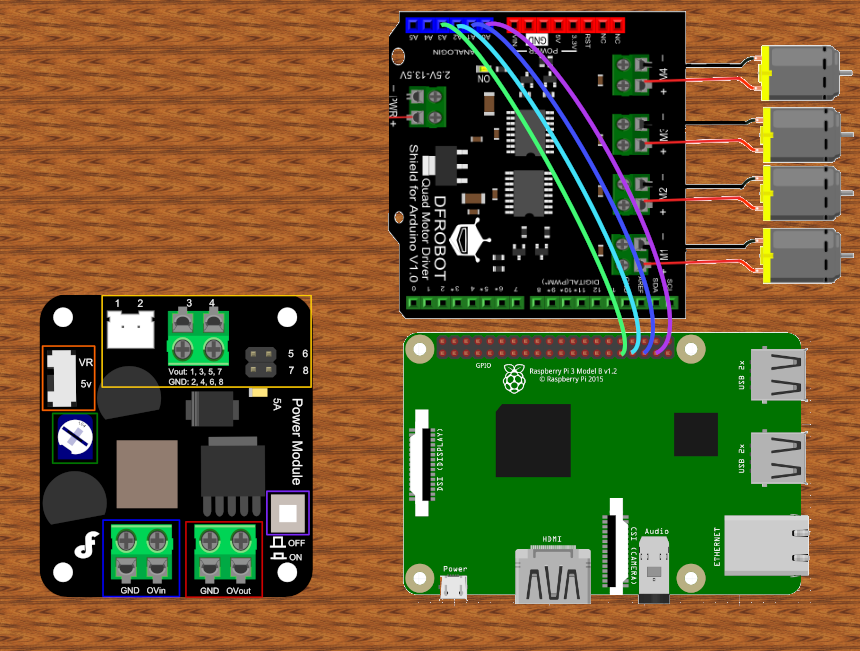 A5 A4 A3 A2 A1 A0
ANALOG IN
VIN GND 5V 3.3V RST NC NC
POWER
ON
2.5V-13.5V
- PWR +
- M4 +
- M3 +
- M2 +
- M1 +
DFROBOT
Quad Motor Driver
Shield for Arduino V1.0
0 1 2 3* 4* 5* 6* 7 8 9* 10* 11* 12
DIGITAL(PWM*)
AREF SDA SCL
1 2 3 4
5 6
7 8
Vout: 1, 3, 5, 7
GND: 2, 4, 6, 8
VR
5v
5A
Power Module
OFF
ON
GND OVin
GND OVout
GPIO
Raspberry Pi 3 Model B v1.2
© Raspberry Pi 2015
DSI (DISPLAY)
USB 2x
USB 2x
ETHERNET
Power
HDMI
CSI (CAMERA)
Audio